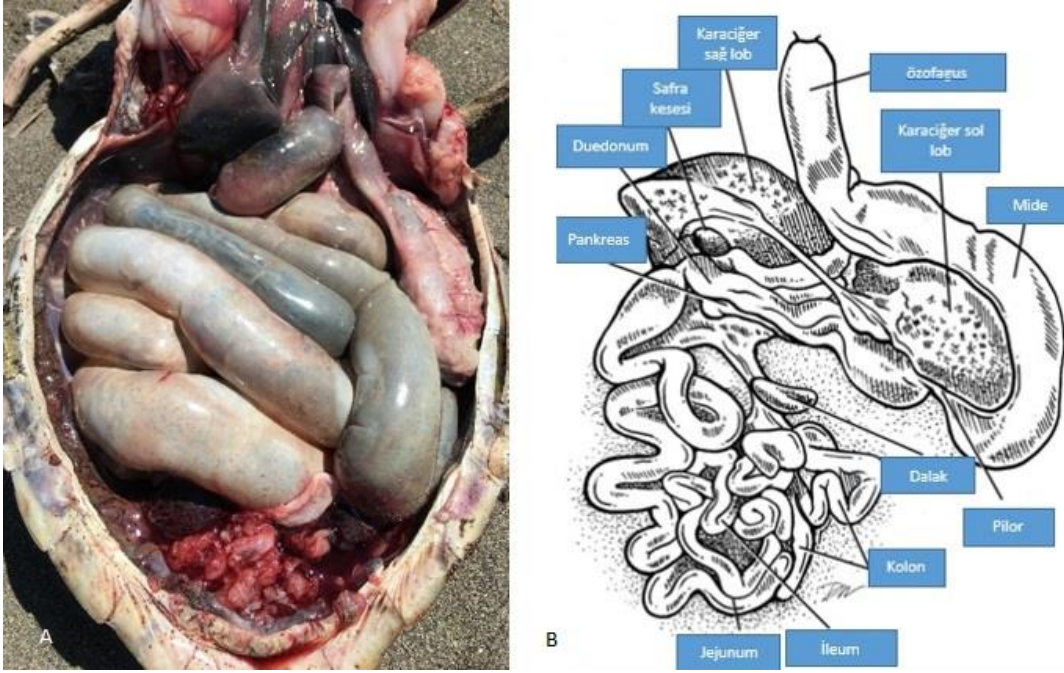 Karaciğer
sağ lob
özofagus
Safra
kesesi
Karaciğer sol
lob
Duedonum
Mide
Pankreas
Dalak
Pilor
Kolon
A
B
Jejunum
İleum